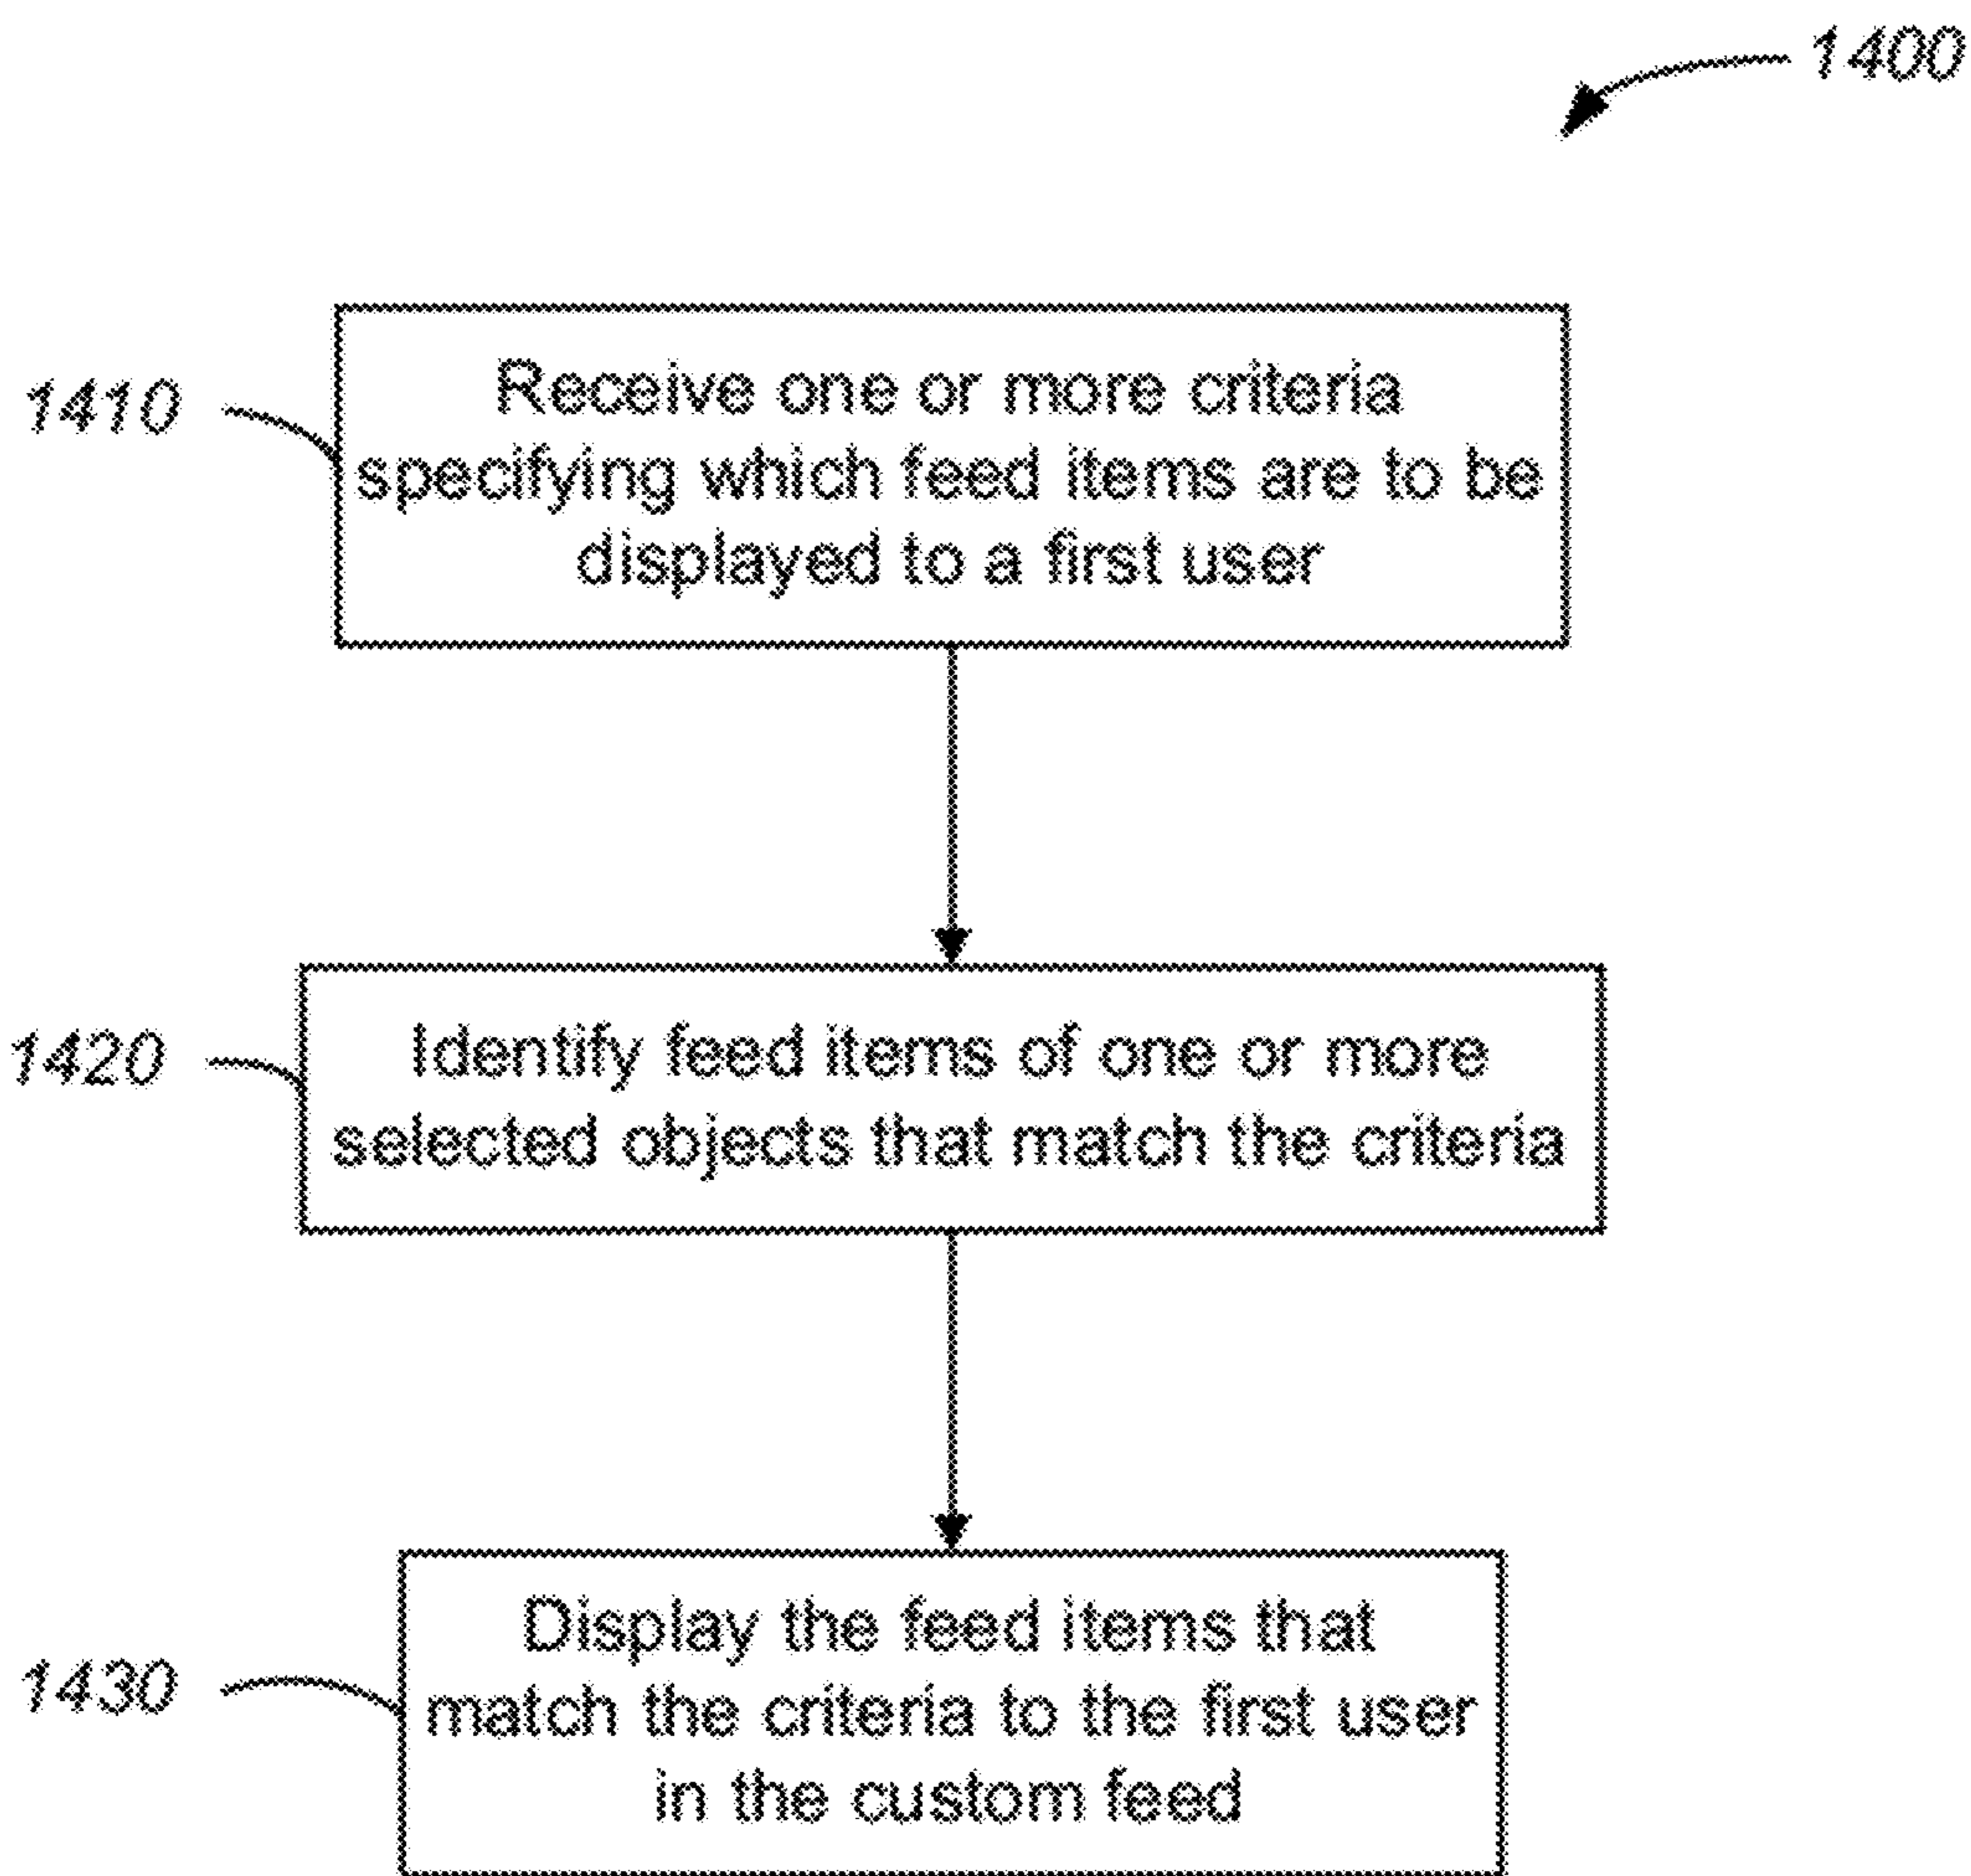 1400
1410
Receive one or more criteria
specifying which feed items are to be
displayed to a first user
1420
Identify feed items of one or more
selected objects that match the criteria
1430
Display the feed items that
match the criteria to the first user
in the custom feed